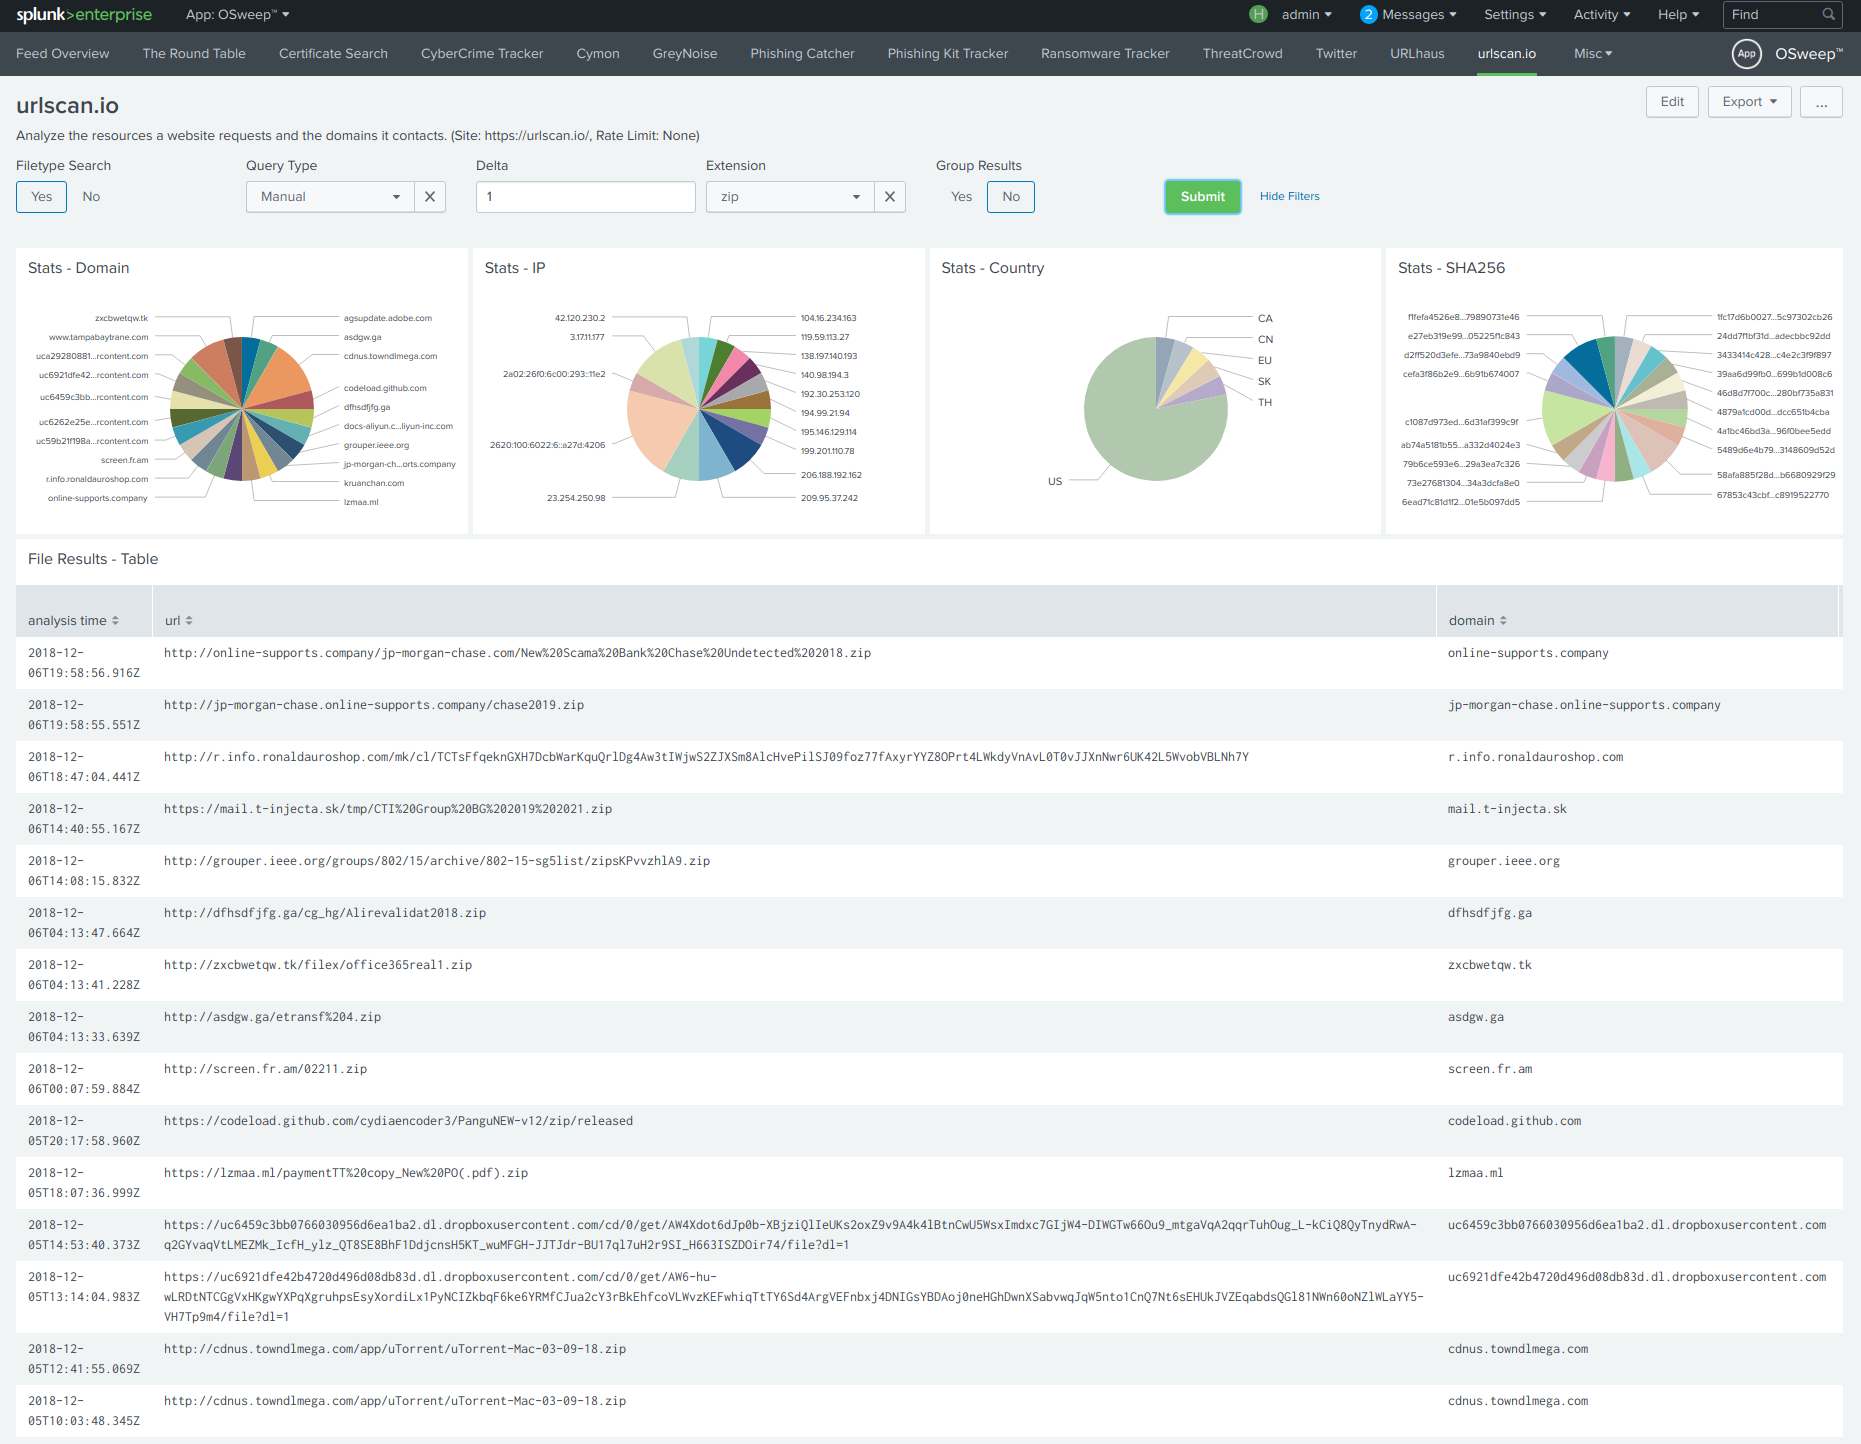 splunk>enterprise App: OSweep™ H admin 2 Messages Settings Activity Help Find
Feed Overview The Round Table Certificate Search CyberCrime Tracker Cymon GreyNoise Phishing Catcher Phishing Kit Tracker Ransomware Tracker ThreatCrowd Twitter URLhaus urlscan.io Misc App OSweep™
urlscan.io Edit Export ...
Analyze the resources a website requests and the domains it contacts. (Site: https://urlscan.io/, Rate Limit: None)
Filetype Search Query Type Delta Extension Group Results
Yes No Manual 1 zip Yes No Submit Hide Filters
Stats - Domain
zxcbwetqw.tk
www.tampabaytrane.com
uca29280881...rcontent.com
uc6921dfe42...rcontent.com
uc6459c3bb...rcontent.com
uc6262e25e...rcontent.com
uc59b21f198a...rcontent.com
screen.fr.am
r.info.ronaldauroshop.com
online-supports.company
agsupdate.adobe.com
asdgw.ga
cdnus.towndlmega.com
codeload.github.com
dfhsdfjfg.ga
docs-aliyun.c...liyun-inc.com
grouper.ieee.org
jp-morgan-ch...orts.company
kruanchan.com
lzmaa.ml
Stats - IP
42.120.230.2
3.17.11.177
2a02:26f0:6c00:293::11e2
2620:100:6022:6::a27d:4206
23.254.250.98
104.16.234.163
119.59.113.27
138.197.140.193
140.98.194.3
192.30.253.120
194.99.21.94
195.146.129.114
199.201.110.78
206.188.192.162
209.95.37.242
Stats - Country
US
CA
CN
EU
SK
TH
Stats - SHA256
f1fefa4526e8...79890731e46
e27eb319e99...05225f1c843
d2ff520d3efe...73a9840ebd9
cefa3f86b2e9...6b91b674007
c1087d973ed...6d31af399c9f
ab74a5181b55...a332d4024e3
79b6ce593e6...29a3ea7c326
73e27681304...34a3dcfa8e0
6ead71c81d1f2...01e5b097dd5
1fc17d6b0027...5c97302cb26
24dd7f1bf31d...adecbbc92dd
3433414c428...c4e2c3f9f897
39aa6d99fb0...699b1d008c6
46d8d7f700c...280bf735a831
4879a1cd00d...dcc651b4cba
4a1bc46bd3a...96f0bee5edd
5489d6e4b79...3148609d52d
58afa885f28d...b6680929f29
67853c43cbf...c8919522770
File Results - Table
analysis time url domain
2018-12-
06T19:58:56.916Z http://online-supports.company/jp-morgan-chase.com/New%20Scama%20Bank%20Chase%20Undetected%202018.zip online-supports.company
2018-12-
06T19:58:55.551Z http://jp-morgan-chase.online-supports.company/chase2019.zip jp-morgan-chase.online-supports.company
2018-12-
06T18:47:04.441Z http://r.info.ronaldauroshop.com/mk/cl/TCTsFfqeknGXH7DcbWarKquQrlDg4Aw3tIWjwS2ZJXSm8AlcHvePilSJ09foz77fAxyrYYZ8OPrt4LWkdyVnAvL0T0vJJXnNwr6UK42L5WvobVBLNh7Y r.info.ronaldauroshop.com
2018-12-
06T14:40:55.167Z https://mail.t-injecta.sk/tmp/CTI%20Group%20BG%202019%202021.zip mail.t-injecta.sk
2018-12-
06T14:08:15.832Z http://grouper.ieee.org/groups/802/15/archive/802-15-sg5list/zipsKPvvzhlA9.zip grouper.ieee.org
2018-12-
06T04:13:47.664Z http://dfhsdfjfg.ga/cg_hg/Alirevalidat2018.zip dfhsdfjfg.ga
2018-12-
06T04:13:41.228Z http://zxcbwetqw.tk/filex/office365real1.zip zxcbwetqw.tk
2018-12-
06T04:13:33.639Z http://asdgw.ga/etransf%204.zip asdgw.ga
2018-12-
06T00:07:59.884Z http://screen.fr.am/02211.zip screen.fr.am
2018-12-
05T20:17:58.960Z https://codeload.github.com/cydiaencoder3/PanguNEW-v12/zip/released codeload.github.com
2018-12-
05T18:07:36.999Z https://lzmaa.ml/paymentTT%20copy_New%20PO(.pdf).zip lzmaa.ml
2018-12- https://uc6459c3bb0766030956d6ea1ba2.dl.dropboxusercontent.com/cd/0/get/AW4Xdot6dJp0b-XBjziQlIeUKs2oxZ9v9A4k4lBtnCwU5WsxImdxc7GIjW4-DIWGTw66Ou9_mtgaVqA2qqrTuhOug_L-kCiQ8QyTnydRwA- uc6459c3bb0766030956d6ea1ba2.dl.dropboxusercontent.com
05T14:53:40.373Z q2GYvaqVtLMEZMk_IcfH_ylz_QT8SE8BhF1DdjcnsH5KT_wuMFGH-JJTJdr-BU17ql7uH2r9SI_H663ISZDOir74/file?dl=1
2018-12- https://uc6921dfe42b4720d496d08db83d.dl.dropboxusercontent.com/cd/0/get/AW6-hu- uc6921dfe42b4720d496d08db83d.dl.dropboxusercontent.com
05T13:14:04.983Z wLRDtNTCGgVxHKgwYXPqXgruhpsEsyXordiLx1PyNCIZkbqF6ke6YRMfCJua2cY3rBkEhfcoVLWvzKEFwhiqTtTY6Sd4ArgVEFnbxj4DNIGsYBDAoj0neHGhDwnXSabvwqJqW5nto1CnQ7Nt6sEHUkJVZEqabdsQGl81NWn60oNZlWLaYY5-
VH7Tp9m4/file?dl=1
2018-12-
05T12:41:55.069Z http://cdnus.towndlmega.com/app/uTorrent/uTorrent-Mac-03-09-18.zip cdnus.towndlmega.com
2018-12-
05T10:03:48.345Z http://cdnus.towndlmega.com/app/uTorrent/uTorrent-Mac-03-09-18.zip cdnus.towndlmega.com